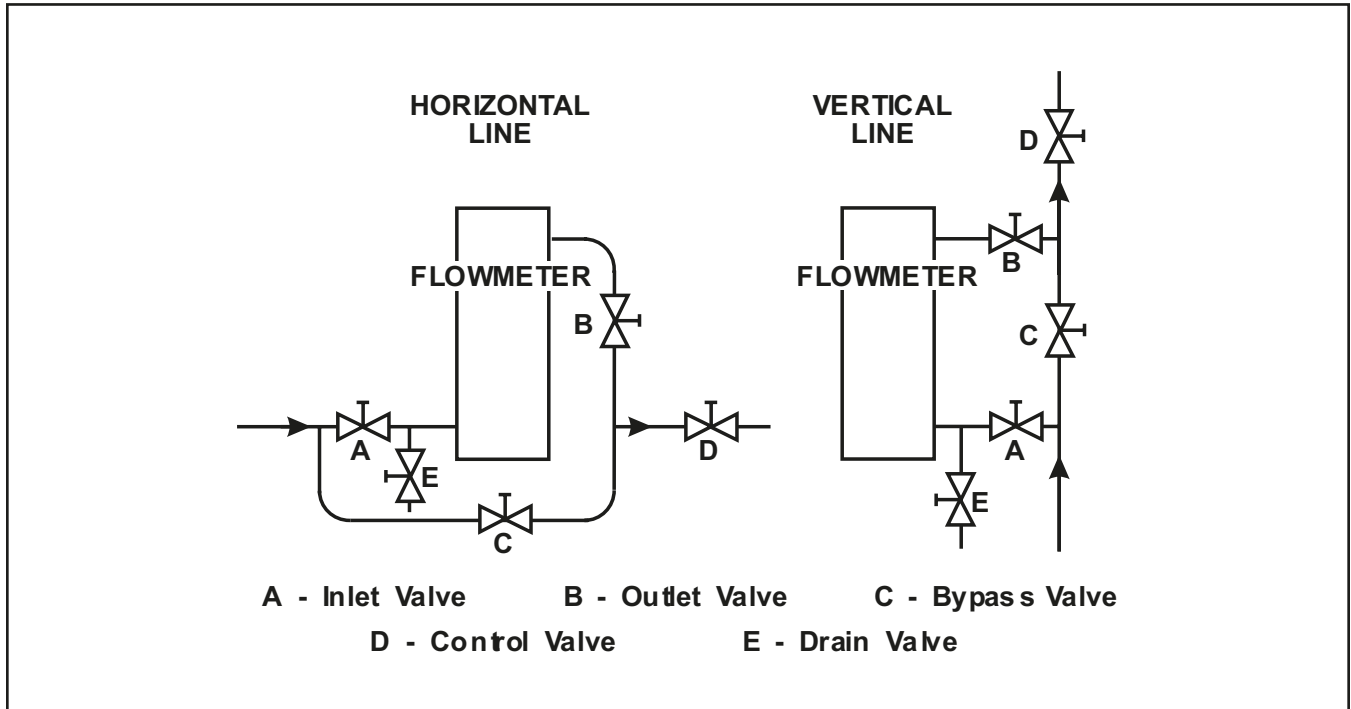 HORIZONTAL
LINE
FLOWMETER
A
B
C
D
E
VERTICAL
LINE
FLOWMETER
D
B
C
A
E
A - Inlet Valve B - Outlet Valve C - Bypass Valve
D - Control Valve E - Drain Valve